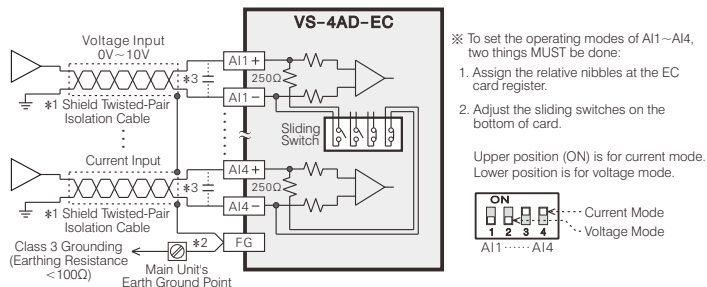 VS-4AD-EC
Voltage Input
0V～10V
AI1+
*3
250Ω
AI1-
*1 Shield Twisted-Pair
Isolation Cable
Sliding
Switch
Current Input
AI4+
*3
250Ω
AI4-
*1 Shield Twisted-Pair
Isolation Cable
*2
FG
Class 3 Grounding
(Earthing Resistance
<100Ω)
Main Unit's
Earth Ground Point
※ To set the operating modes of AI1～AI4,
two things MUST be done:
1. Assign the relative nibbles at the EC
card register.
2. Adjust the sliding switches on the
bottom of card.
Upper position (ON) is for current mode.
Lower position is for voltage mode.
ON
1 2 3 4
Current Mode
Voltage Mode
AI1 ······ AI4